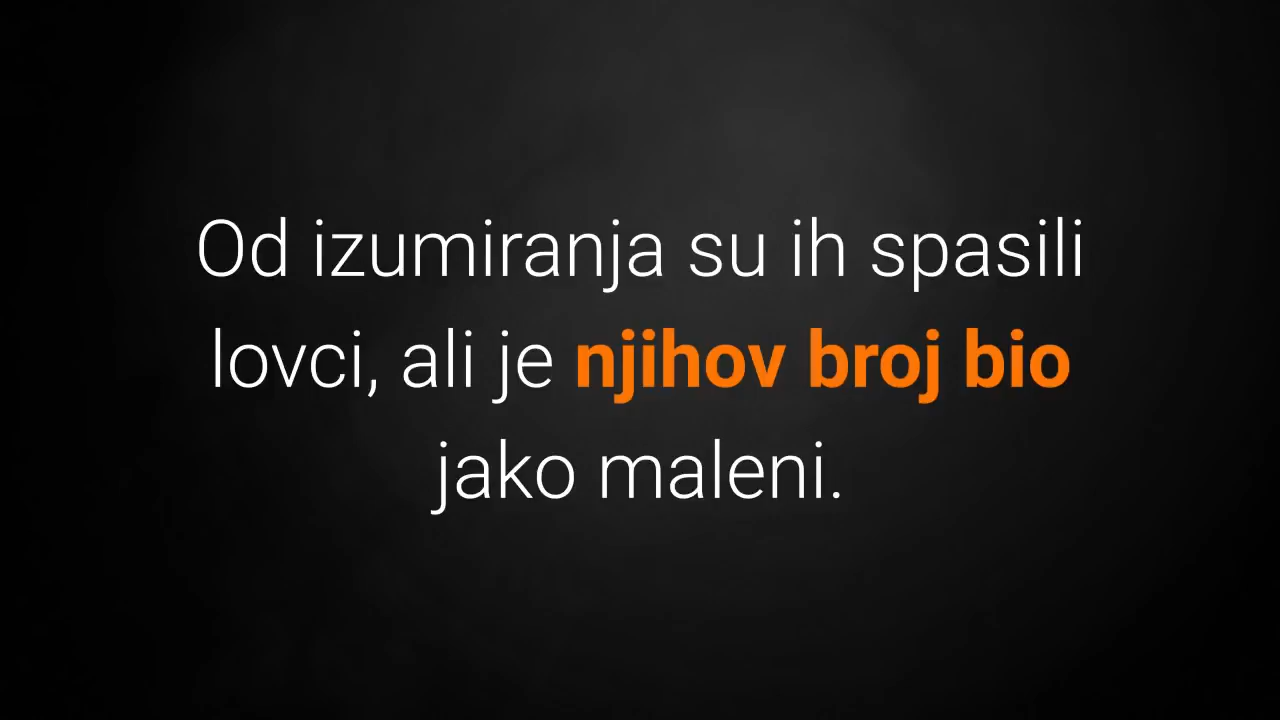 Od izumiranja su ih spasili
lovci, ali je njihov broj bio
jako maleni.